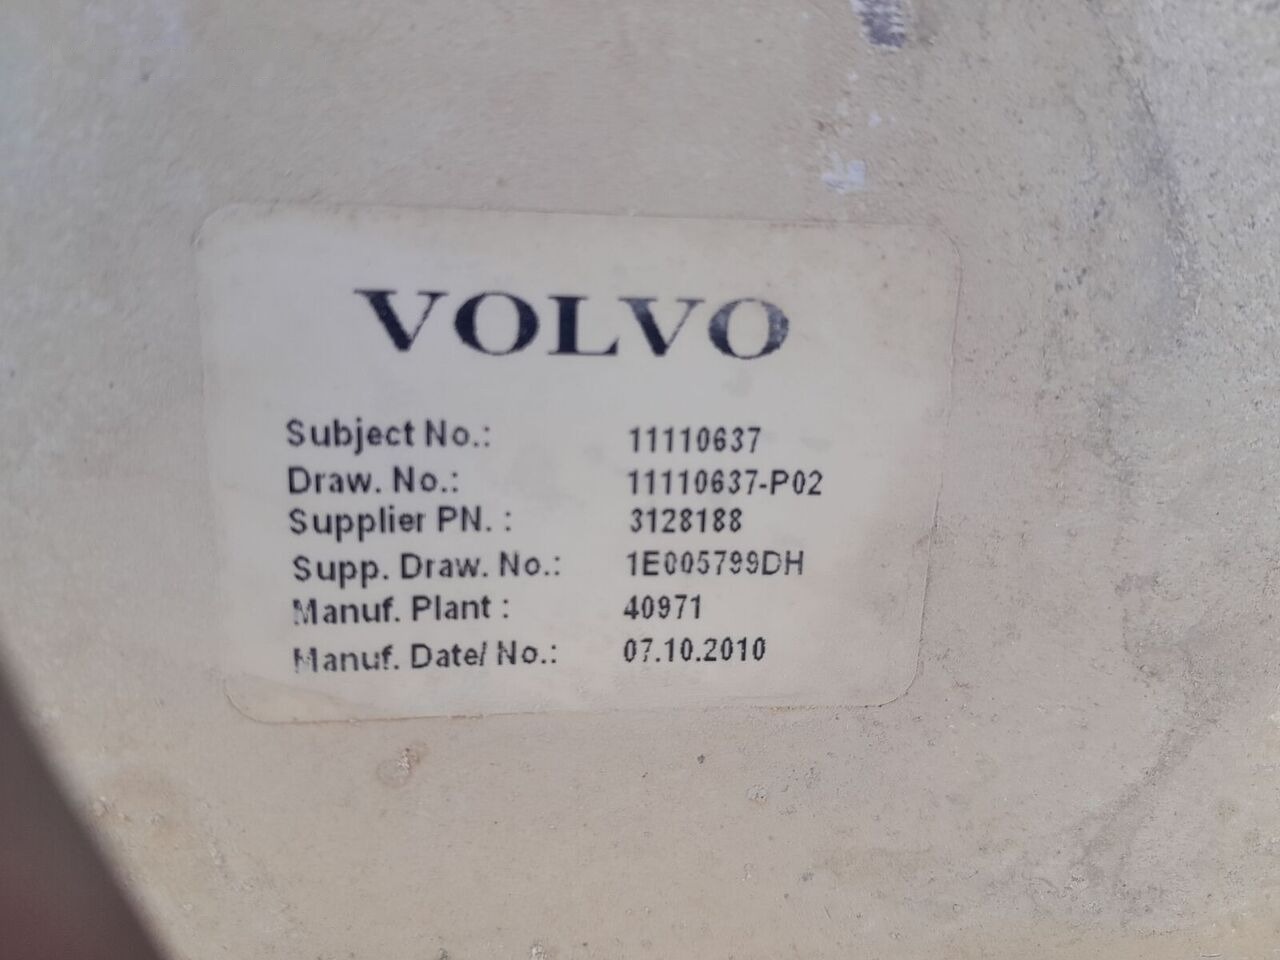 VOLVO
Subject No.: 11110637
Draw. No.: 11110637-P02
Supplier PN. : 3128188
Supp. Draw. No.: 1E005799DH
Manuf. Plant : 40971
Manuf. Date/ No.: 07.10.2010